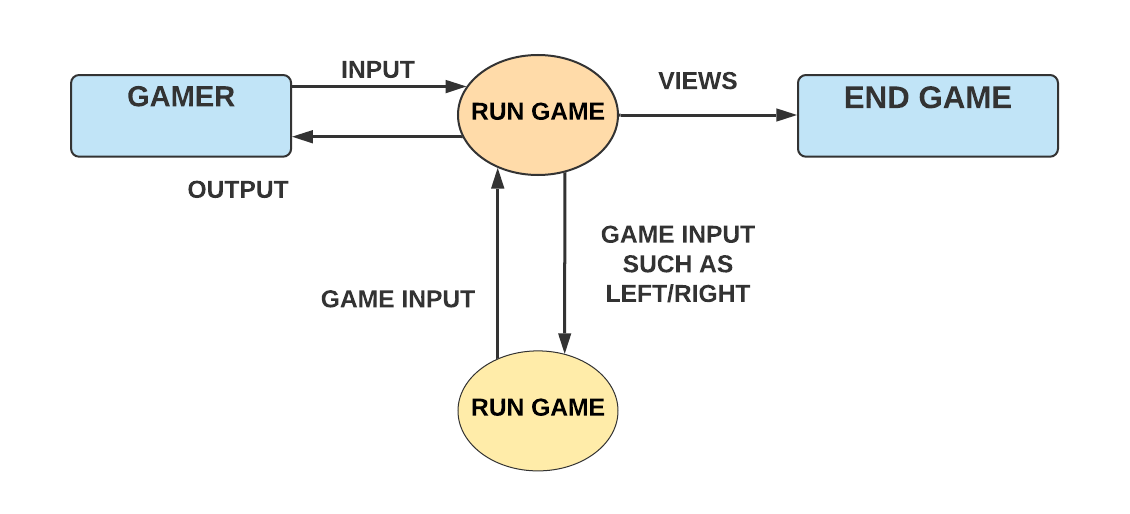 INPUT
GAMER
RUN GAME
VIEWS
END GAME
OUTPUT
GAME INPUT
SUCH AS
LEFT/RIGHT
GAME INPUT
RUN GAME